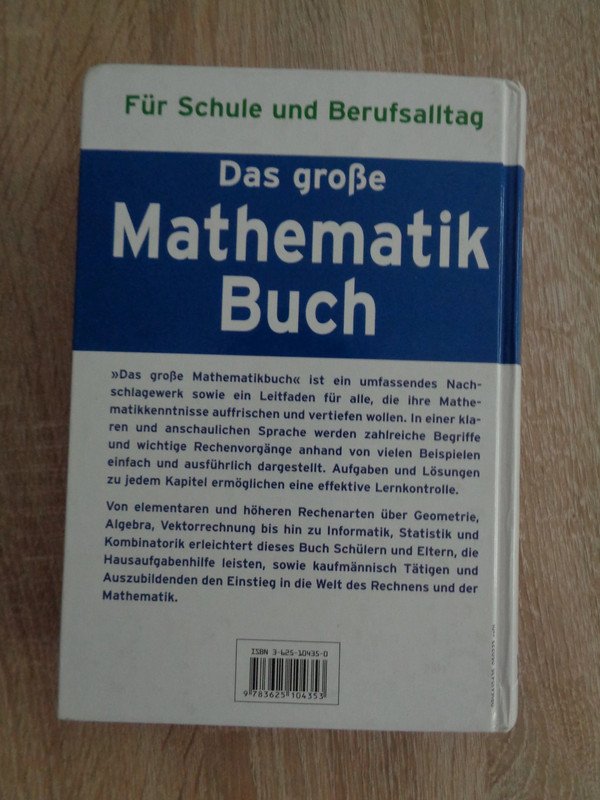 Für Schule und Berufsalltag
Das große
Mathematik
Buch
»Das große Mathematikbuch« ist ein umfassendes Nach-
schlagewerk sowie ein Leitfaden für alle, die ihre Mathe-
matikkenntnisse auffrischen und vertiefen wollen. In einer kla-
ren und anschaulichen Sprache werden zahlreiche Begriffe
und wichtige Rechenvorgänge anhand von vielen Beispielen
einfach und ausführlich dargestellt. Aufgaben und Lösungen
zu jedem Kapitel ermöglichen eine effektive Lernkontrolle.
Von elementaren und höheren Rechenarten über Geometrie,
Algebra, Vektorrechnung bis hin zu Informatik, Statistik und
Kombinatorik erleichtert dieses Buch Schülern und Eltern, die
Hausaufgabenhilfe leisten, sowie kaufmännisch Tätigen und
Auszubildenden den Einstieg in die Welt des Rechnens und der
Mathematik.
ISBN 3-625-10435-0
9 783625 104353